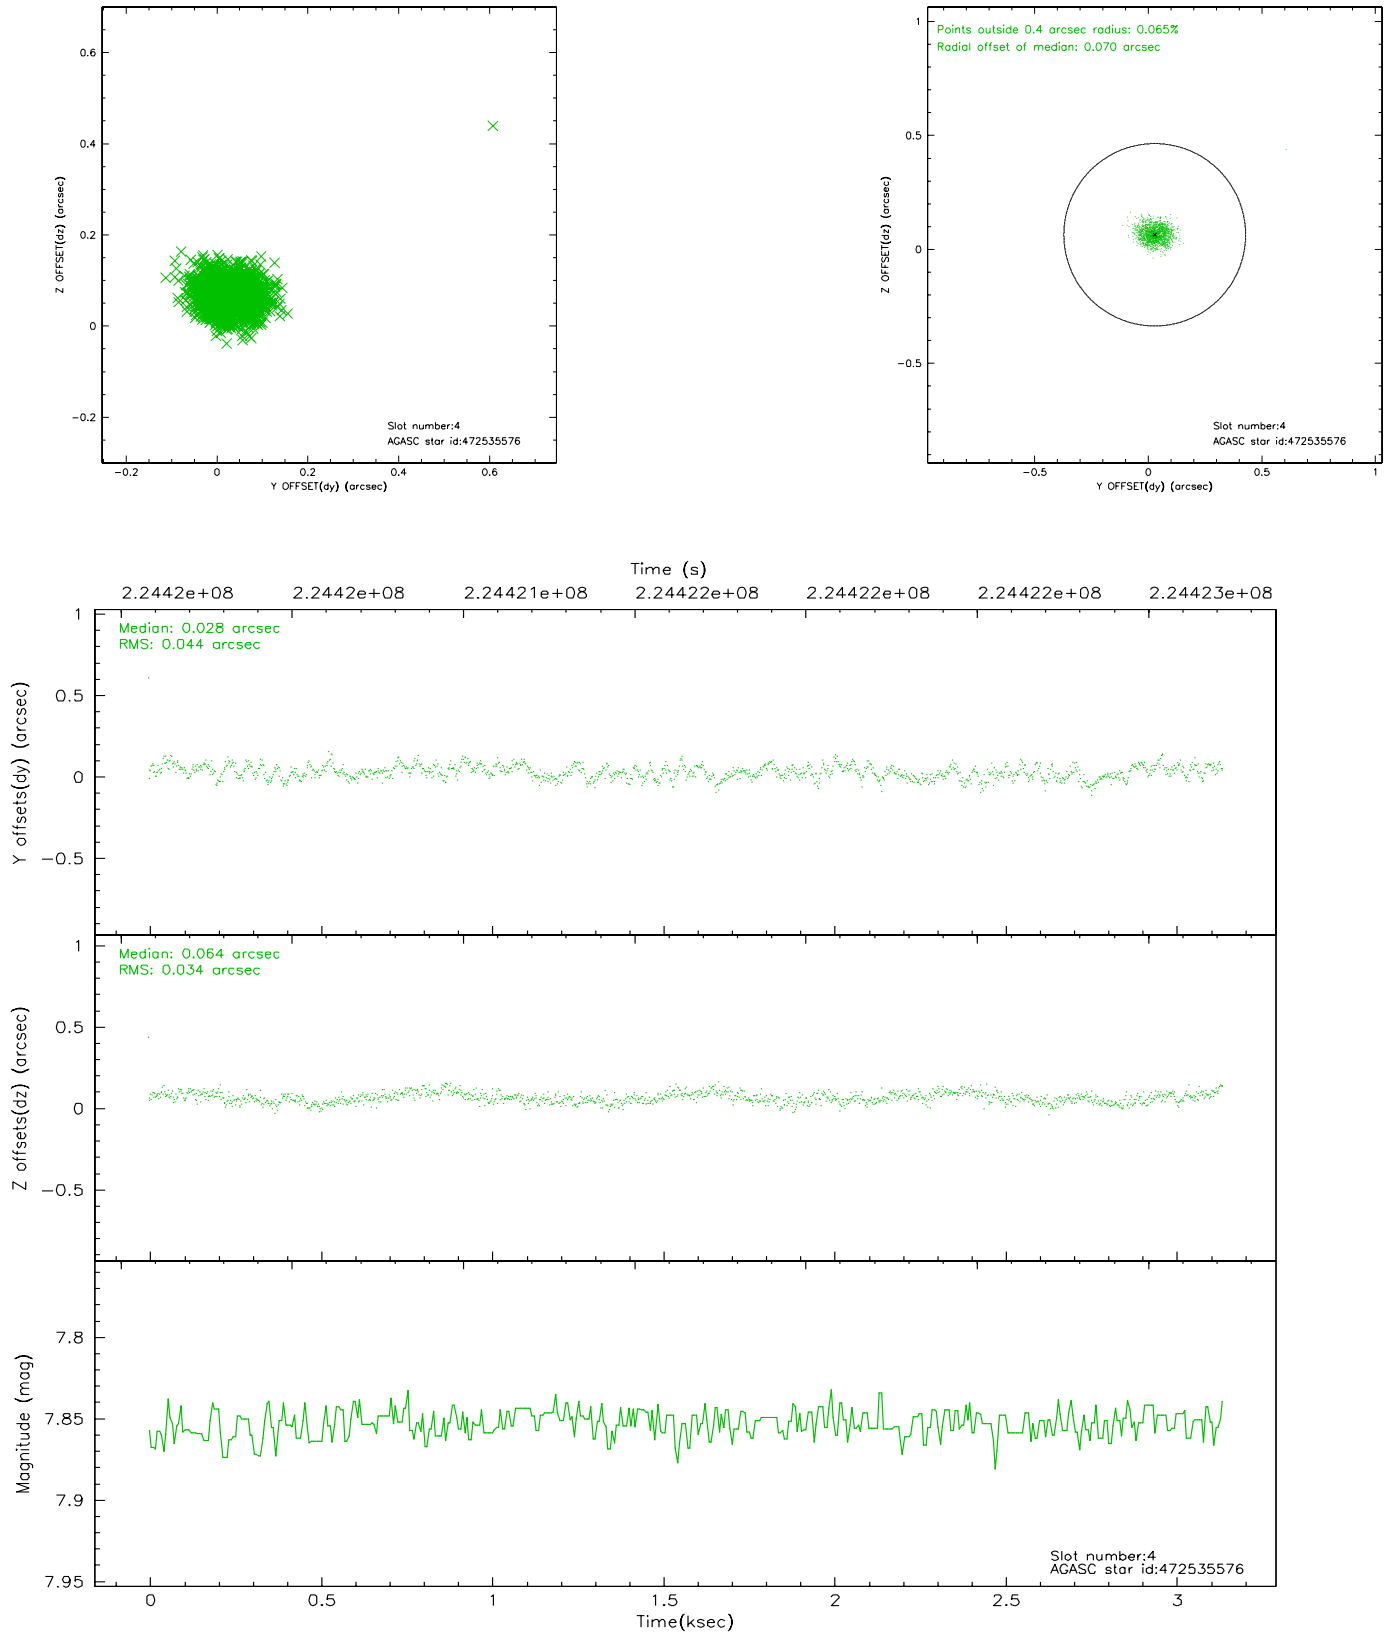 0.6
0.4
0.2
0
−0.2
−0.2
0
0.2
0.4
0.6
Z OFFSET(dz) (arcsec)
Y OFFSET(dy) (arcsec)
Slot number:4
AGASC star id:472535576
Points outside 0.4 arcsec radius: 0.065%
Radial offset of median: 0.070 arcsec
1
0.5
0
−0.5
−0.5
0
0.5
1
Z OFFSET(dz) (arcsec)
Y OFFSET(dy) (arcsec)
Slot number:4
AGASC star id:472535576
Time (s)
2.2442e+08
2.2442e+08
2.24421e+08
2.24422e+08
2.24422e+08
2.24422e+08
2.24423e+08
Median: 0.028 arcsec
RMS: 0.044 arcsec
1
0.5
0
−0.5
Y offsets(dy) (arcsec)
Median: 0.064 arcsec
RMS: 0.034 arcsec
1
0.5
0
−0.5
Z offsets(dz) (arcsec)
7.8
7.85
7.9
7.95
Magnitude (mag)
Slot number:4
AGASC star id:472535576
0
0.5
1
1.5
2
2.5
3
Time(ksec)